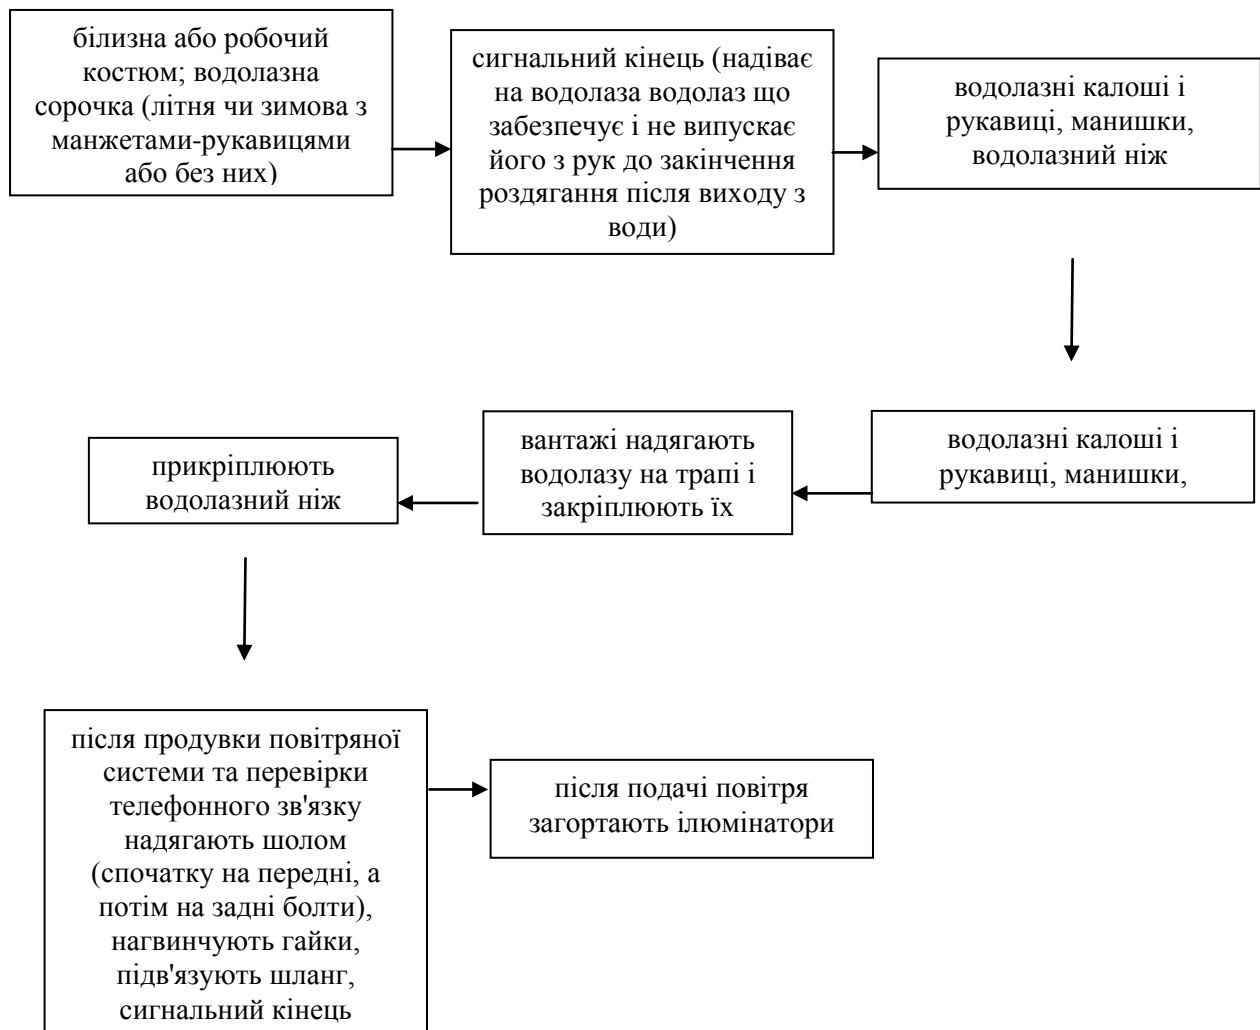 білизна або робочий
костюм; водолазна
сорочка (літня чи зимова з
манжетами-рукавицями
або без них)
сигнальний кінець (надіває
на водолаза водолаз що
забезпечує і не випускає
його з рук до закінчення
роздягання після виходу з
води)
водолазні калоші і
рукавиці, манишки,
водолазний ніж
водолазні калоші і
рукавиці, манишки,
вантажі надягають
водолазу на трапі і
закріплюють їх
прикріплюють
водолазний ніж
після продувки повітряної
системи та перевірки
телефонного зв'язку
надягають шолом
(спочатку на передні, а
потім на задні болти),
нагвинчують гайки,
підв'язують шланг,
сигнальний кінець
після подачі повітря
загортають ілюмінатори